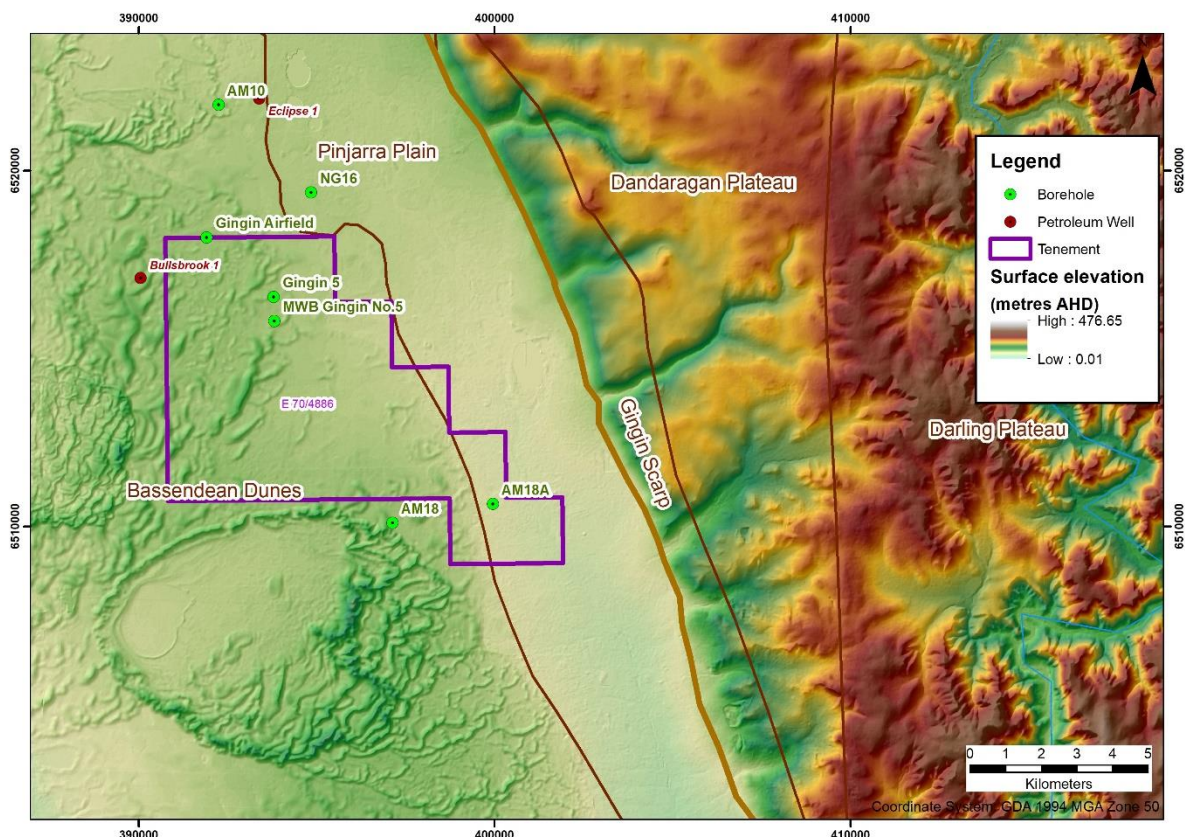 390000
400000
410000
AM10
Eclipse 1
Pinjarra Plain
6520000
6520000
NG16
Dandaragan Plateau
Gingin Airfield
Bullsbrook 1
Gingin 5
MWB Gingin No.5
E 70/4886
Gingin Scarp
Darling Plateau
Bassendean Dunes
AM18A
AM18
6510000
6510000
Legend
Borehole
Petroleum Well
Tenement
Surface elevation
(metres AHD)
High : 476.65
Low : 0.01
0 1 2 3 4 5
Kilometers
Coordinate System: GDA 1994 MGA Zone 50
390000
400000
410000